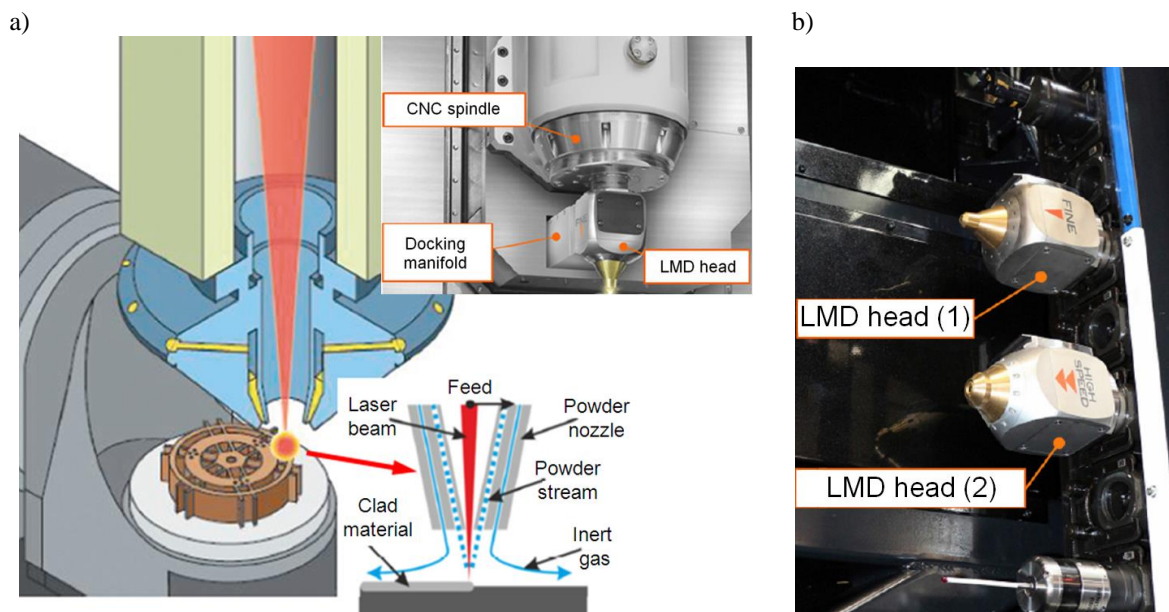 a)
b)
CNC spindle
Docking
manifold
LMD head
Feed
Laser
beam
Powder
nozzle
Powder
stream
Clad
material
Inert
gas
FINE
LMD head (1)
HIGH
SPEED
LMD head (2)